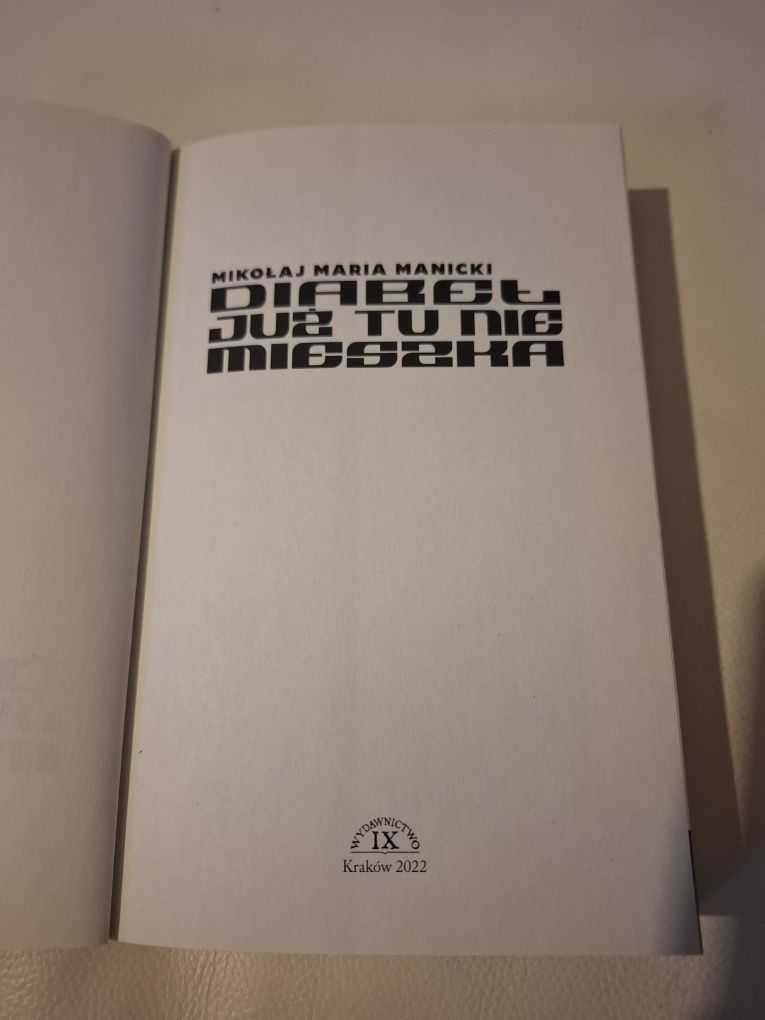 MIKOŁAJ MARIA MANICKI
DIABEŁ
JUŻ TU NIE
MIESZKA
WYDAWNICTWO
IX
Kraków 2022